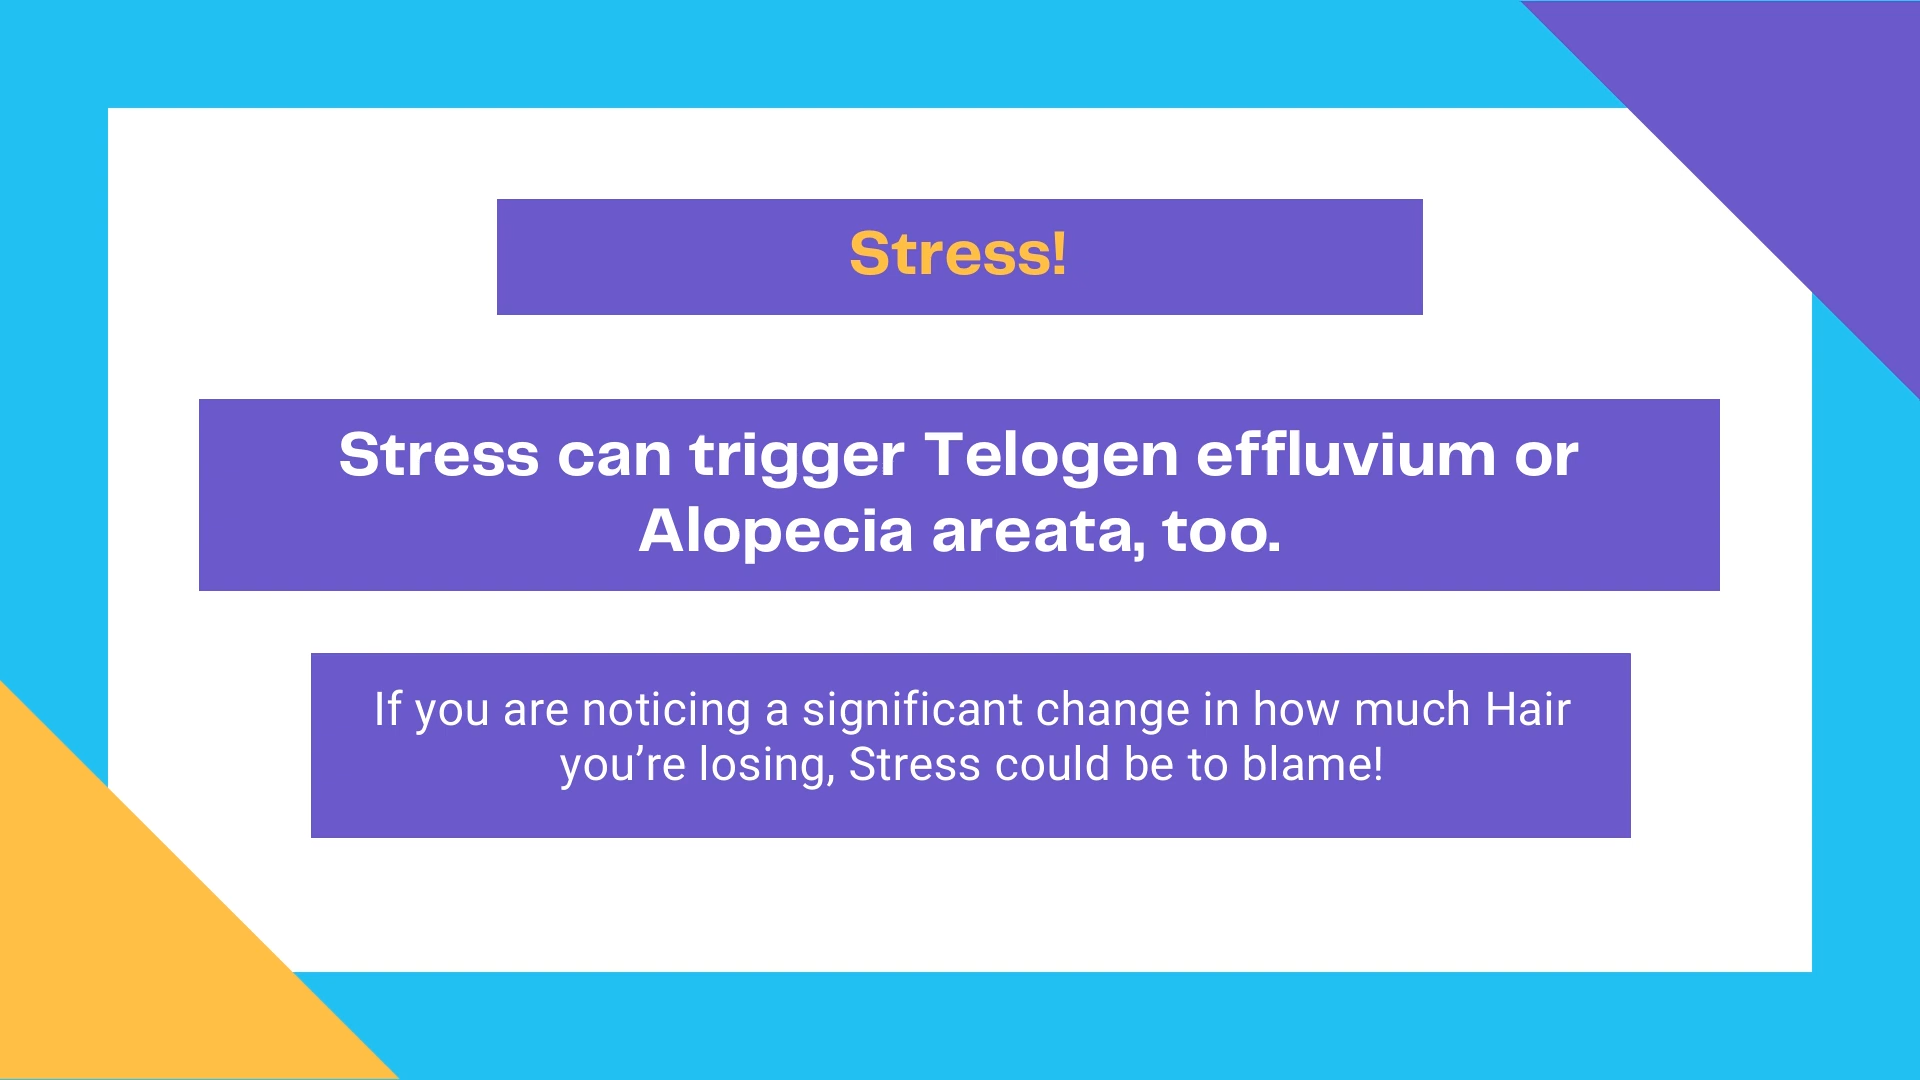 Stress!
Stress can trigger Telogen effluvium or
Alopecia areata, too.
If you are noticing a significant change in how much Hair
you’re losing, Stress could be to blame!